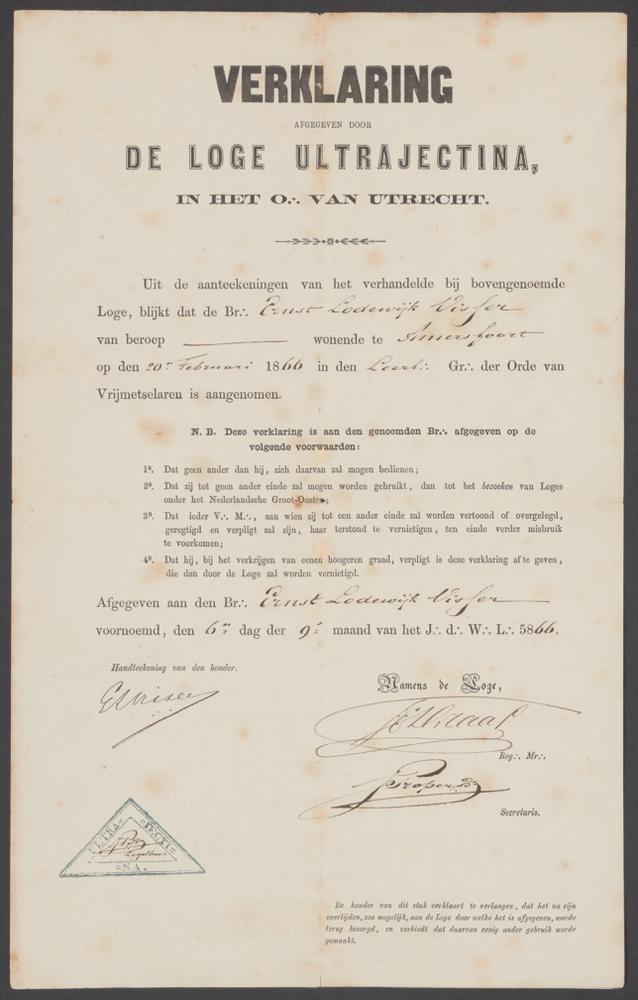 VERKLARING
AFGEGEVEN DOOR
DE LOGE ULTRAJECTINA,
IN HET O∴ VAN UTRECHT.
Uit de aanteekeningen van het verhandelde bij bovengenoemde
Loge, blijkt dat de Br∴ Ernst Lodewijk Visser
van beroep wonende te Amersfoort
op den 20n Februari 1866 in den Leerl∴ Gr∴ der Orde van
Vrijmetselaren is aangenomen.
N. B. Deze verklaring is aan den genoemden Br∴ afgegeven op de
volgende voorwaarden:
1°. Dat geen ander dan hij, zich daarvan zal mogen bedienen;
2°. Dat zij tot geen ander einde zal mogen worden gebruikt, dan tot het bezoeken van Loges
onder het Nederlandsche Groot-Oosten;
3°. Dat ieder V∴ M∴, aan wien zij tot een ander einde zal worden vertoond of overgelegd,
geregtigd en verpligt zal zijn, haar terstond te vernietigen, ten einde verder misbruik
te voorkomen;
4°. Dat hij, bij het verkrijgen van eenen hoogeren graad, verpligt is deze verklaring af te geven,
die dan door de Loge zal worden vernietigd.
Afgegeven aan den Br∴ Ernst Lodewijk Visser
voornoemd, den 6n dag der 9e maand van het J∴ d∴ W∴ L∴ 5866.
Handteekening van den houder.
Namens de Loge,
ELVisser
Reg∴ Mr∴
Secretaris.
ULTRA=
=JECTI=
=NA.
De houder van dit stuk verklaart te verlangen, dat het na zijn
overlijden, zoo mogelijk, aan de Loge door welke het is afgegeven, worde
terug bezorgd, en verbiedt dat daarvan eenig ander gebruik worde
gemaakt.